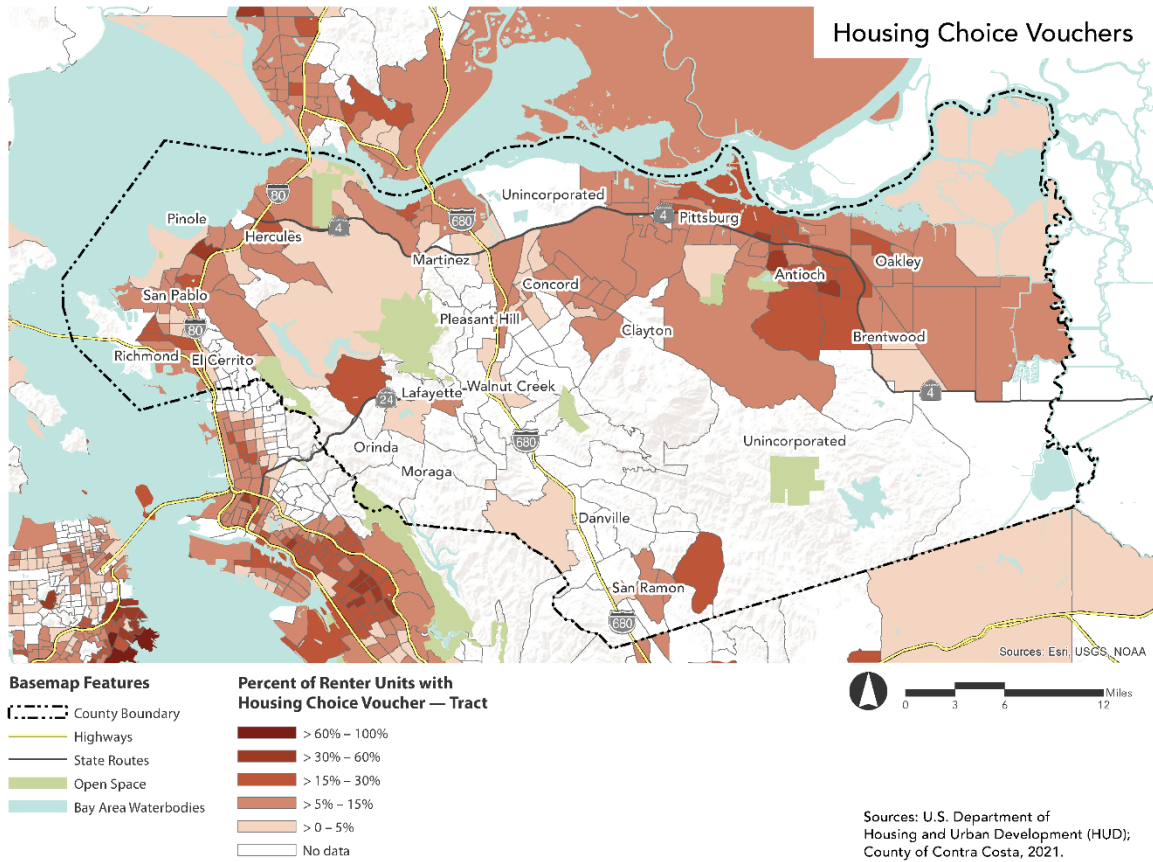 Housing Choice Vouchers
Unincorporated
80
Pinole
680
4
Pittsburg
Hercules
4
Martinez
Oakley
Antioch
Concord
San Pablo
Pleasant Hill
80
Clayton
Brentwood
Richmond
El Cerrito
Walnut Creek
Lafayette
24
4
Orinda
680
Unincorporated
Moraga
Danville
San Ramon
680
Sources: Esri, USGS, NOAA
Basemap Features
County Boundary
Highways
State Routes
Open Space
Bay Area Waterbodies
Percent of Renter Units with
Housing Choice Voucher — Tract
> 60% – 100%
> 30% – 60%
> 15% – 30%
> 5% – 15%
> 0 – 5%
No data
Miles
0 3 6 12
Sources: U.S. Department of
Housing and Urban Development (HUD);
County of Contra Costa, 2021.